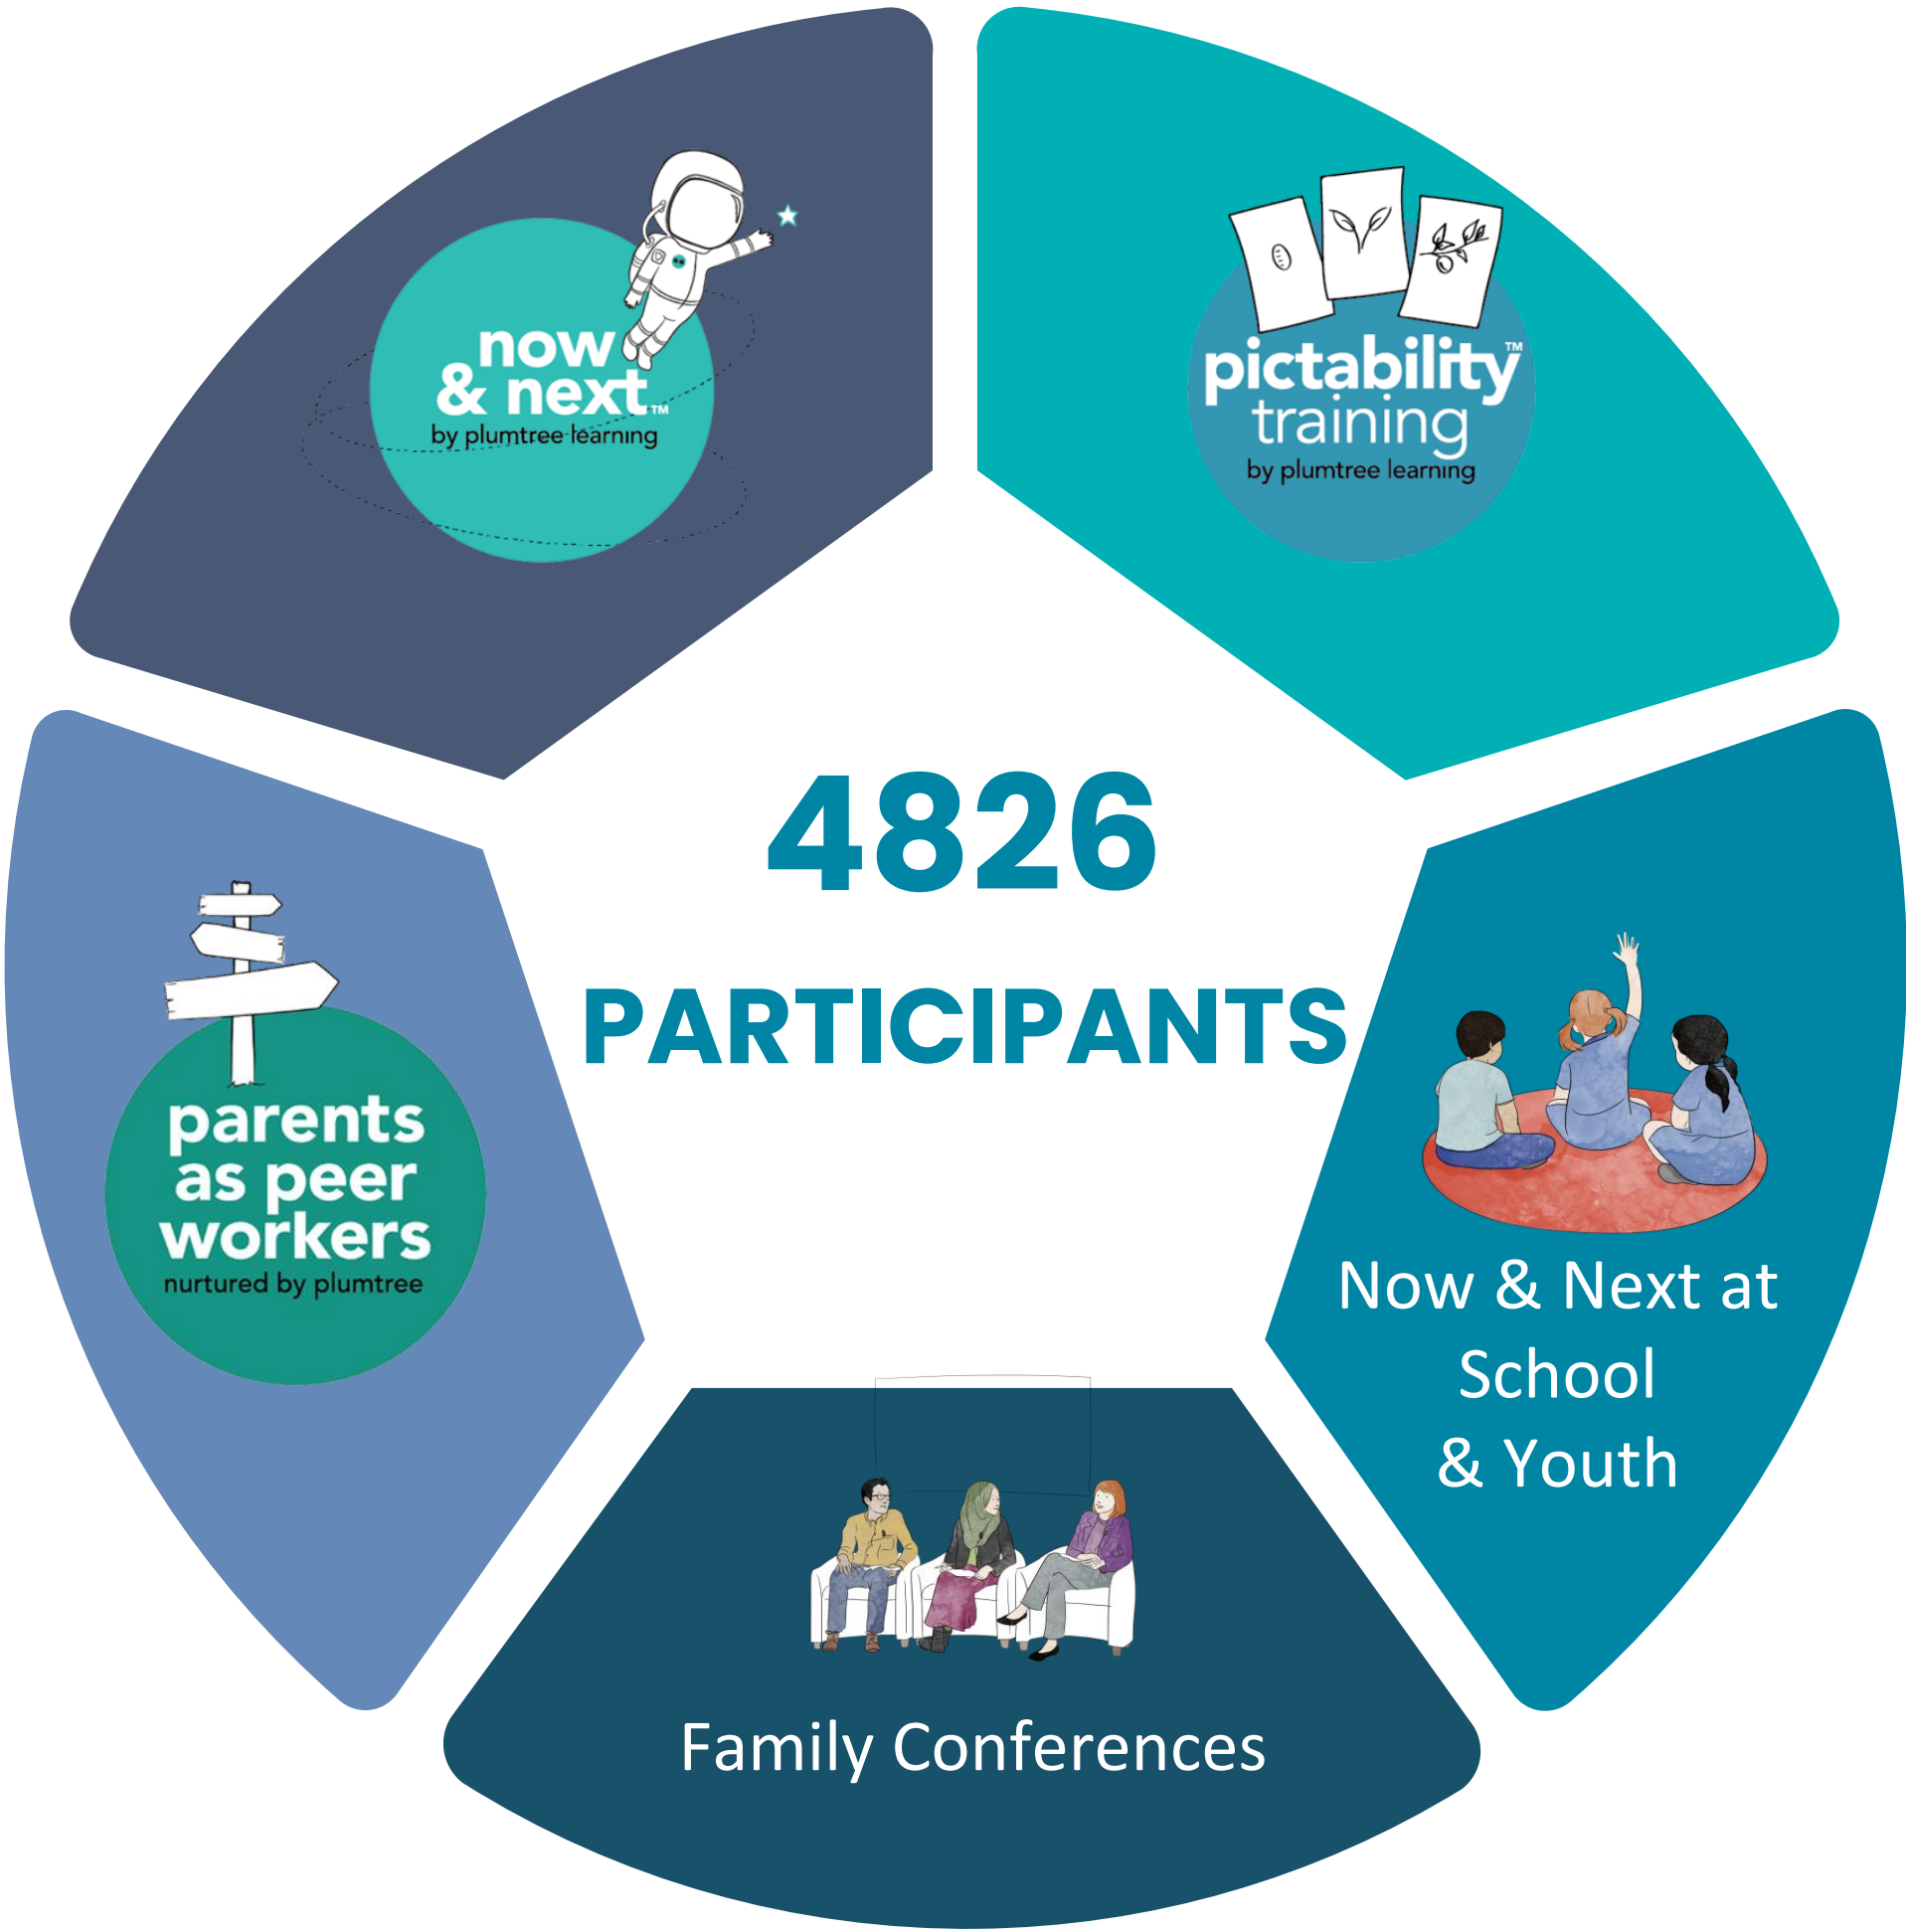 now
& next™
by plumtree learning
pictability™
training
by plumtree learning
4826
PARTICIPANTS
parents
as peer
workers
nurtured by plumtree
Now & Next at
School
& Youth
Family Conferences